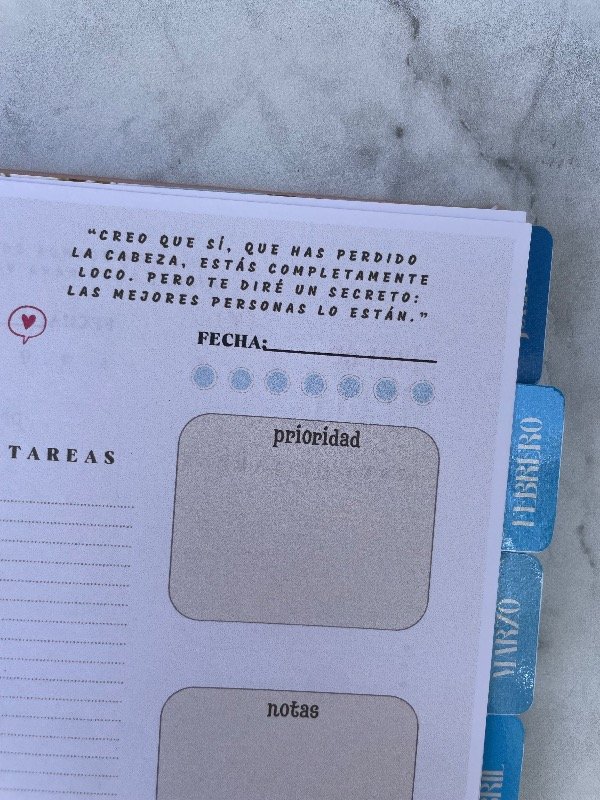 “CREO QUE SÍ, QUE HAS PERDIDO
LA CABEZA, ESTÁS COMPLETAMENTE
LOCO. PERO TE DIRÉ UN SECRETO:
LAS MEJORES PERSONAS LO ESTÁN.”
FECHA:
TAREAS
prioridad
notas
FEBRERO
MARZO